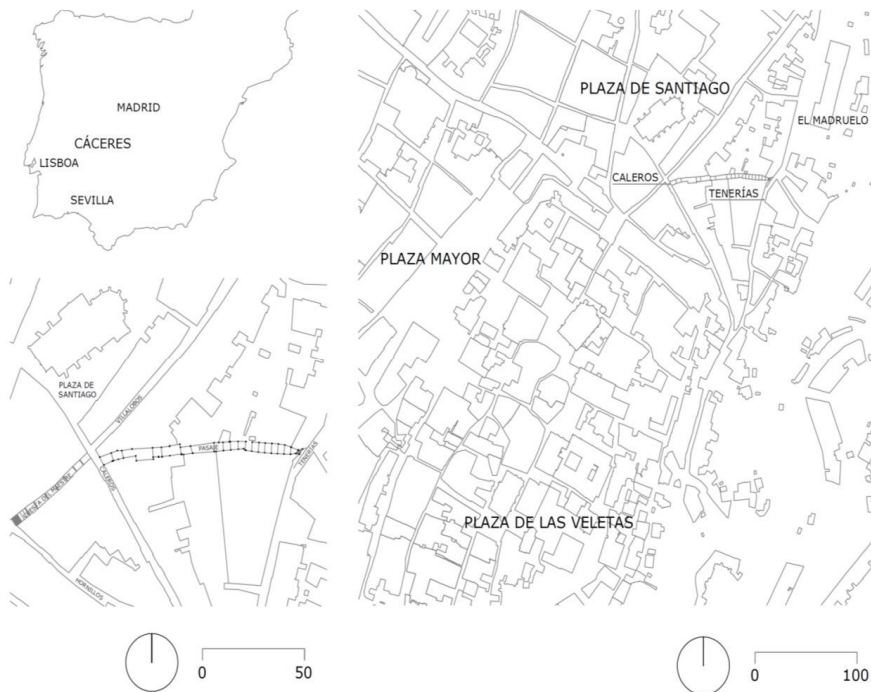 MADRID
CÁCERES
LISBOA
SEVILLA
PLAZA DE SANTIAGO
EL MADRUELO
CALEROS
TENERÍAS
PLAZA MAYOR
PLAZA DE LAS VELETAS
PLAZA DE
SANTIAGO
VILLALOBOS
PASAJE
TENERÍAS
CALEROS
HORNILLOS
0
50
0
100